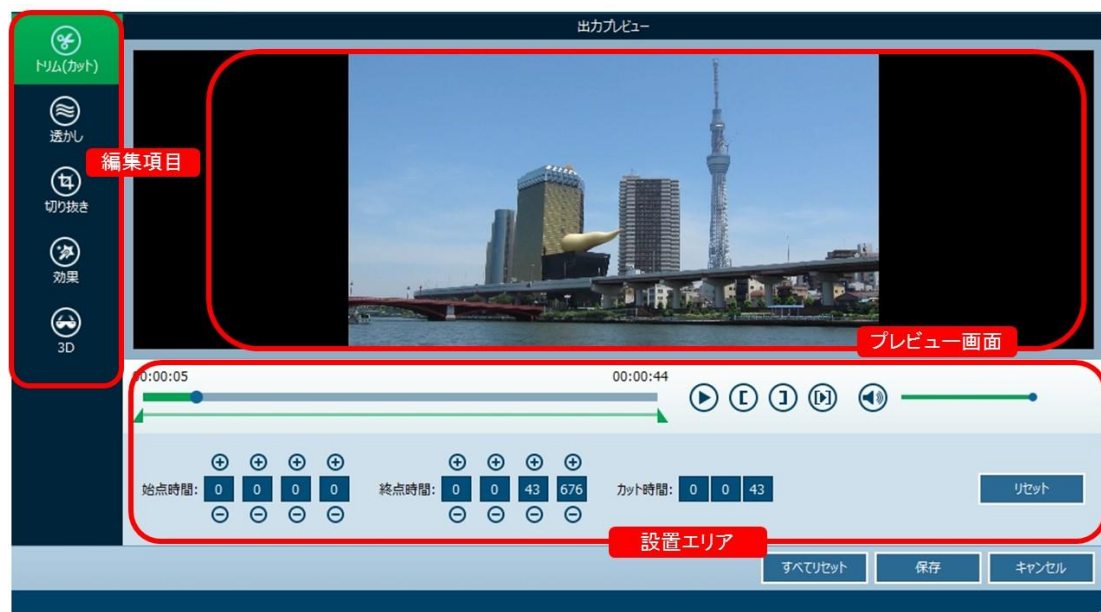 出力プレビュー
トリム(カット)
透かし
編集項目
切り抜き
効果
3D
プレビュー画面
00:00:05
00:00:44
始点時間: 0 0 0 0 終点時間: 0 0 43 676 カット時間: 0 0 43 リセット
設置エリア
すべてリセット 保存 キャンセル